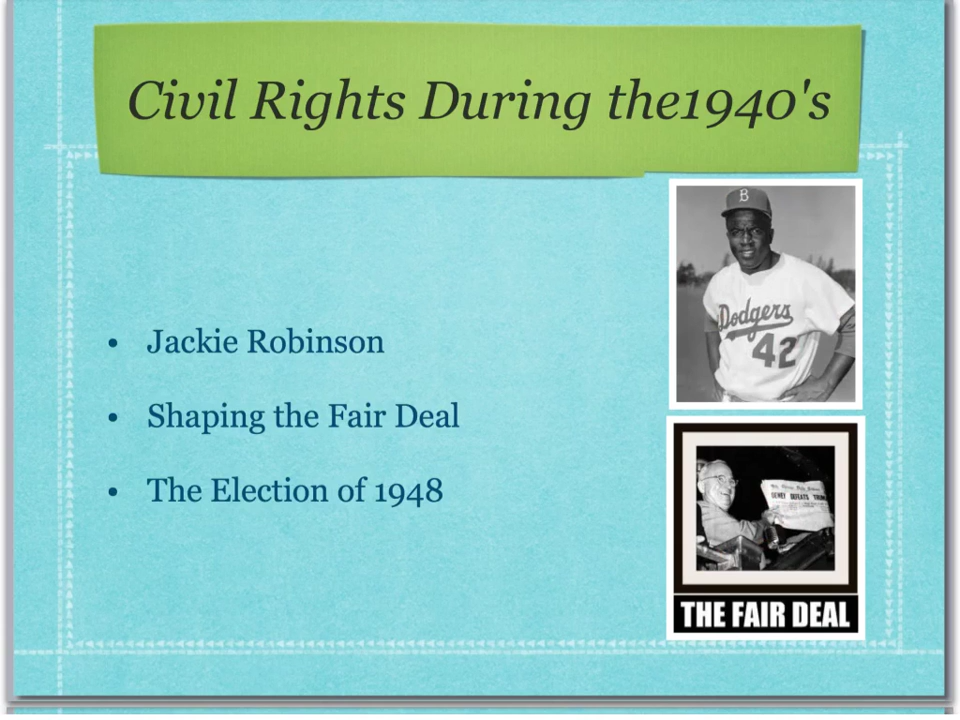 Civil Rights During the1940's
• Jackie Robinson
• Shaping the Fair Deal
• The Election of 1948
B
Dodgers
42
DEWEY DEFEATS TRUMAN
THE FAIR DEAL